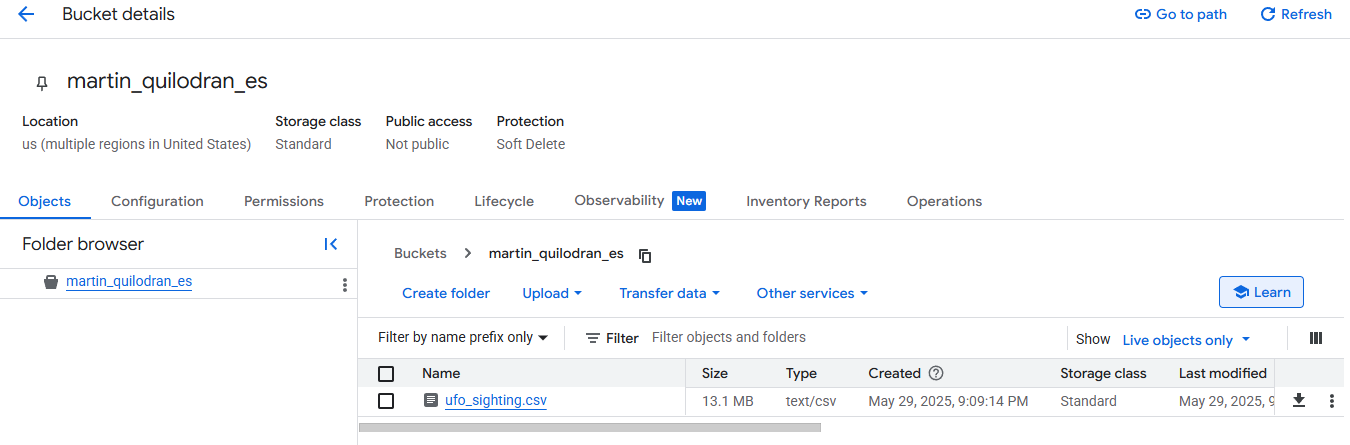 Bucket details
Go to path
Refresh
martin_quilodran_es
Location Storage class Public access Protection
us (multiple regions in United States) Standard Not public Soft Delete
Objects Configuration Permissions Protection Lifecycle Observability New Inventory Reports Operations
Folder browser
martin_quilodran_es
Buckets martin_quilodran_es
Create folder Upload Transfer data Other services Learn
Filter by name prefix only Filter Filter objects and folders Show Live objects only
Name Size Type Created Storage class Last modified
ufo_sighting.csv 13.1 MB text/csv May 29, 2025, 9:09:14 PM Standard May 29, 2025, 9